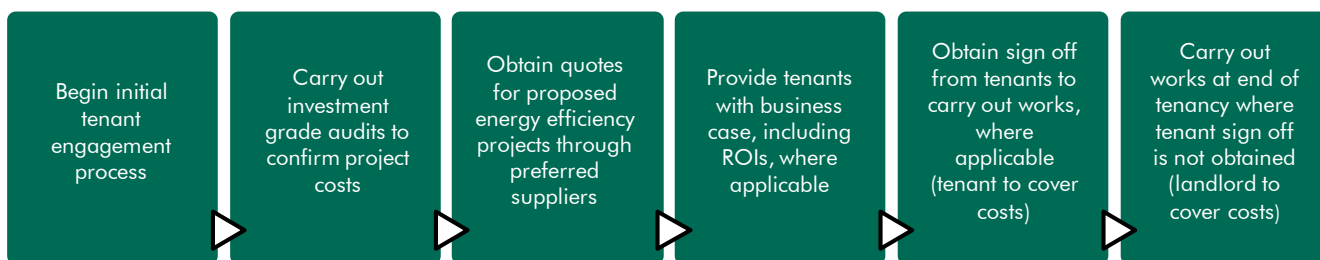 Begin initial
tenant
engagement
process
Carry out
investment
grade audits to
confirm project
costs
Obtain quotes
for proposed
energy efficiency
projects through
preferred
suppliers
Provide tenants
with business
case, including
ROIs, where
applicable
Obtain sign off
from tenants to
carry out works,
where
applicable
(tenant to cover
costs)
Carry out
works at end of
tenancy where
tenant sign off
is not obtained
(landlord to
cover costs)